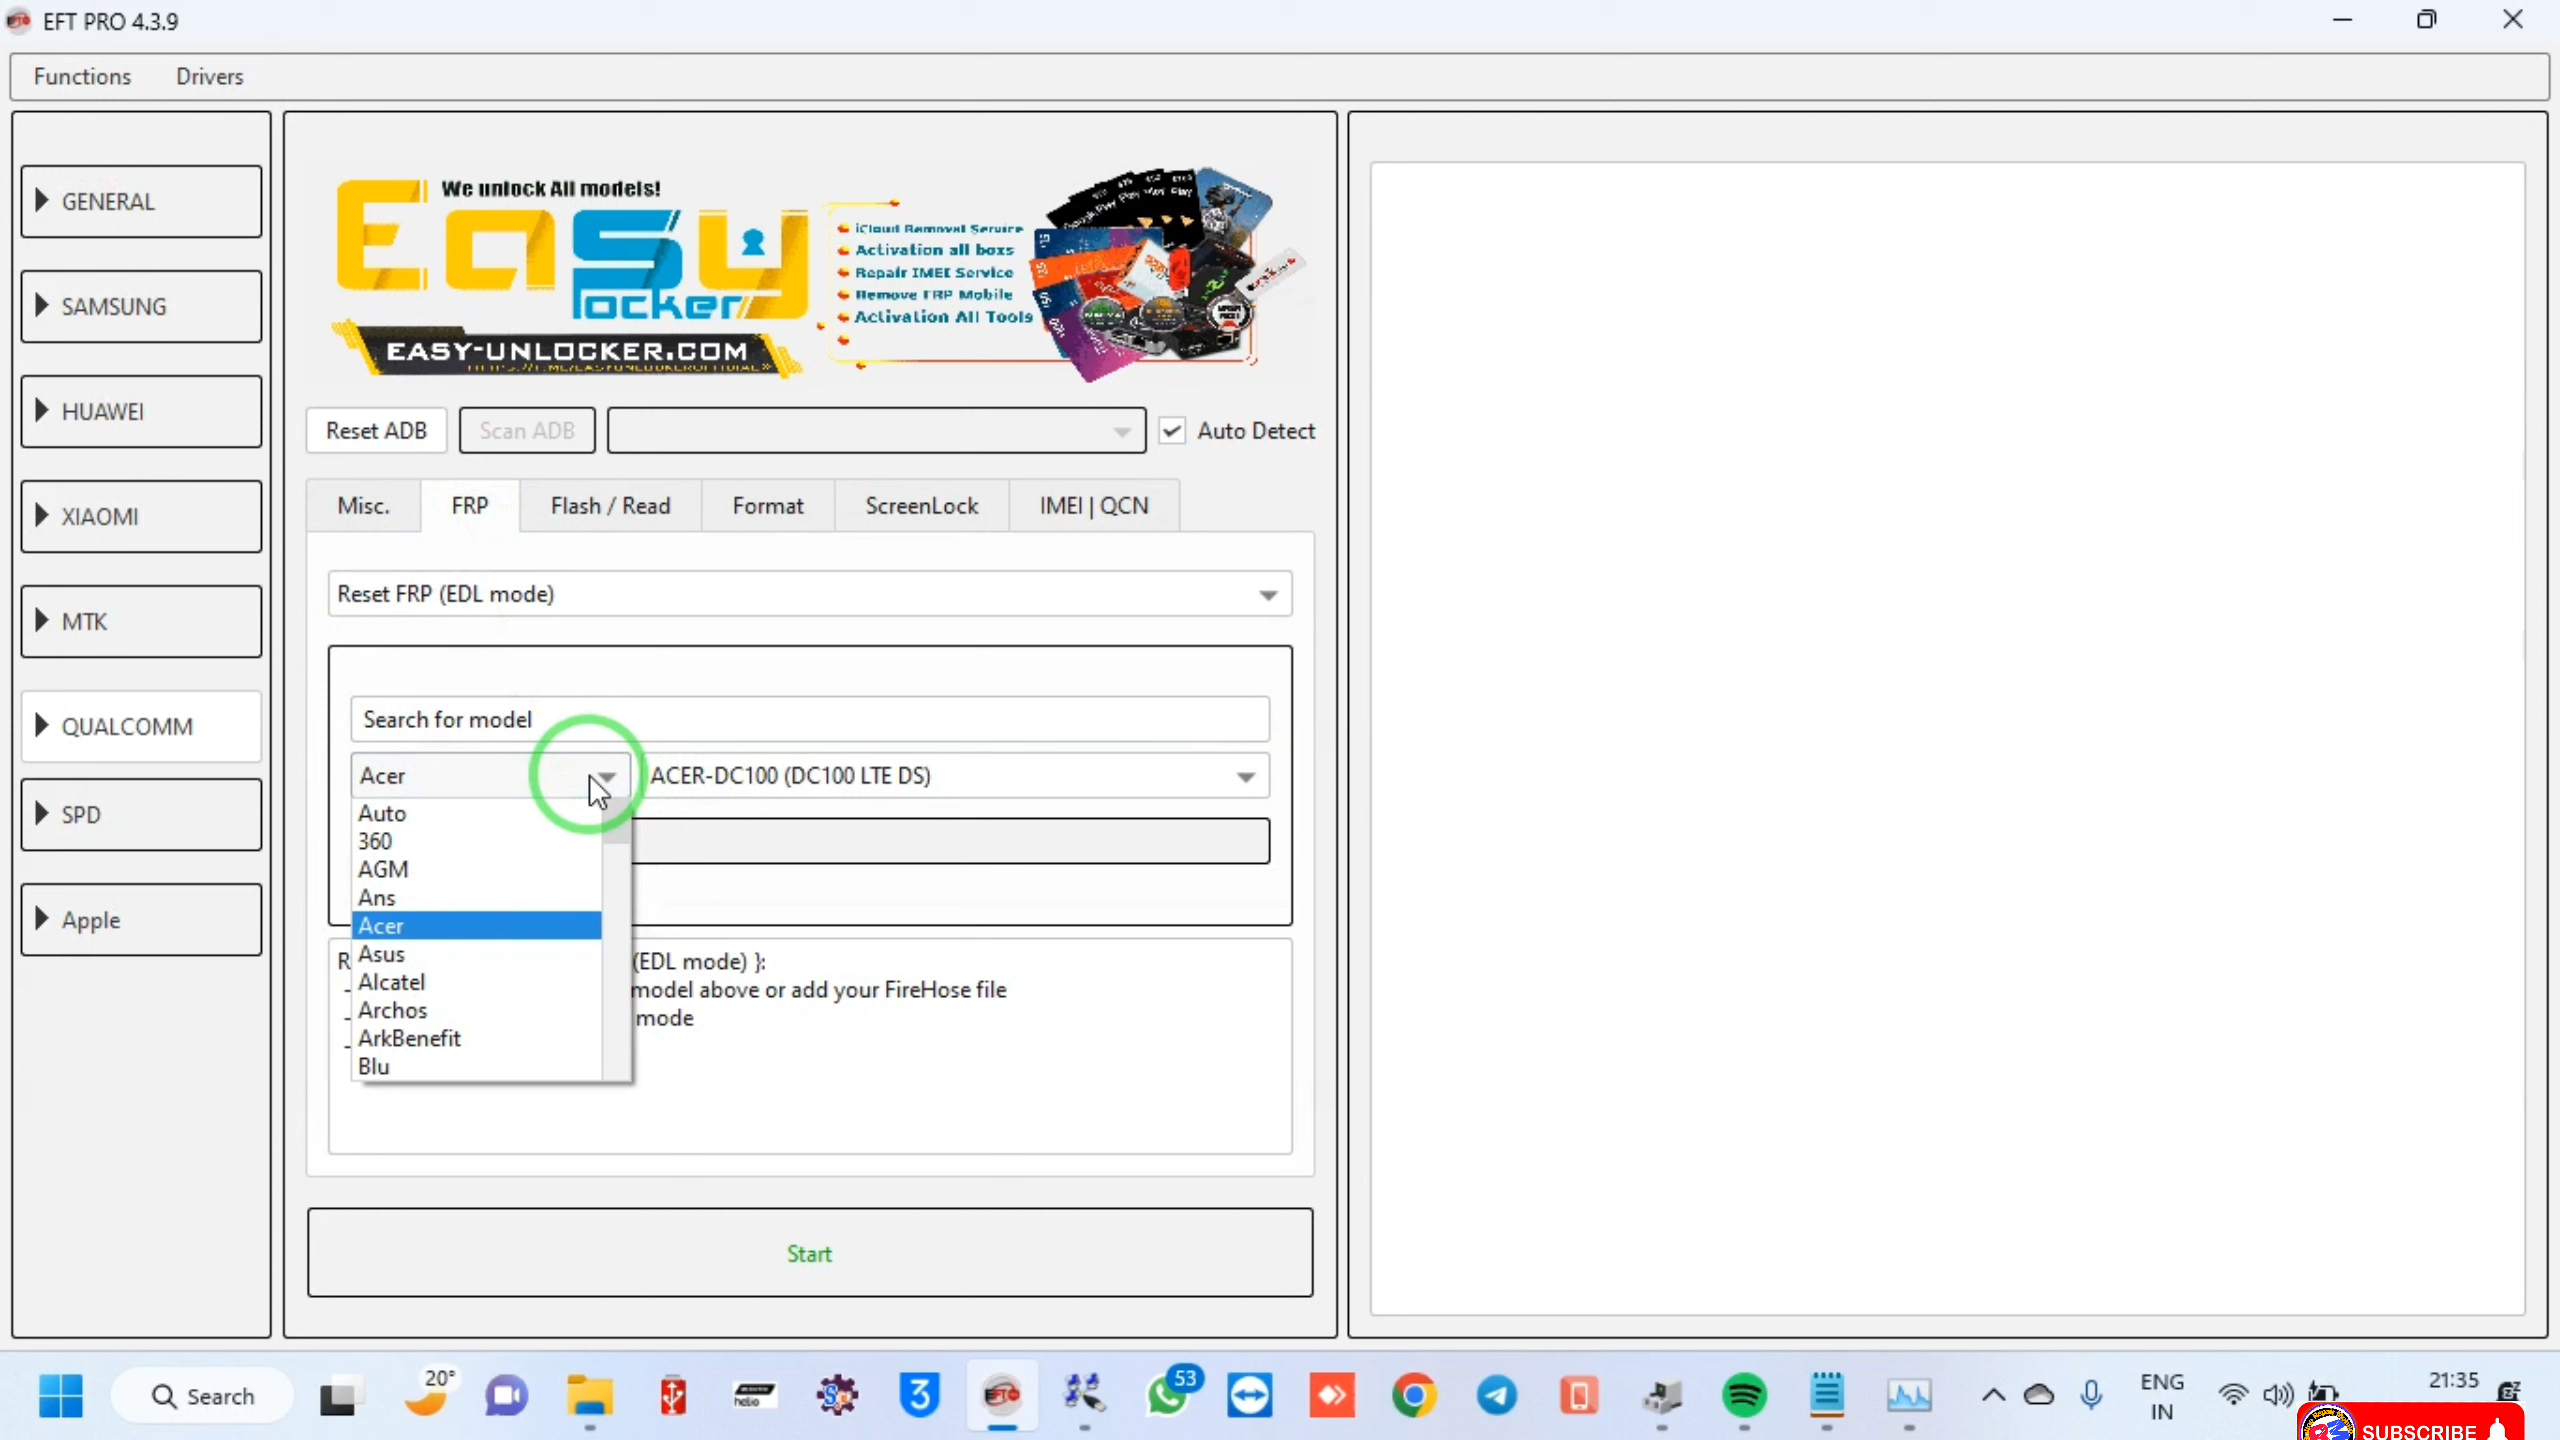 EFT PRO 4.3.9
Functions Drivers
GENERAL
SAMSUNG
HUAWEI
XIAOMI
MTK
QUALCOMM
SPD
Apple
We unlock All models!
Easy
locker
EASY-UNLOCKER.COM
iCloud Removal Service
Activation all boxs
Repair IMEI Service
Remove FRP Mobile
Activation All Tools
Reset ADB Scan ADB Auto Detect
Misc. FRP Flash / Read Format ScreenLock IMEI | QCN
Reset FRP (EDL mode)
Search for model
Acer ACER-DC100 (DC100 LTE DS)
Auto
360
AGM
Ans
Acer
Asus
Alcatel
Archos
ArkBenefit
Blu
R (EDL mode) }:
- model above or add your FireHose file
- mode
-
Start
20°
Search
helio
3
EFT
53
ENG
IN
21:35
SUBSCRIBE